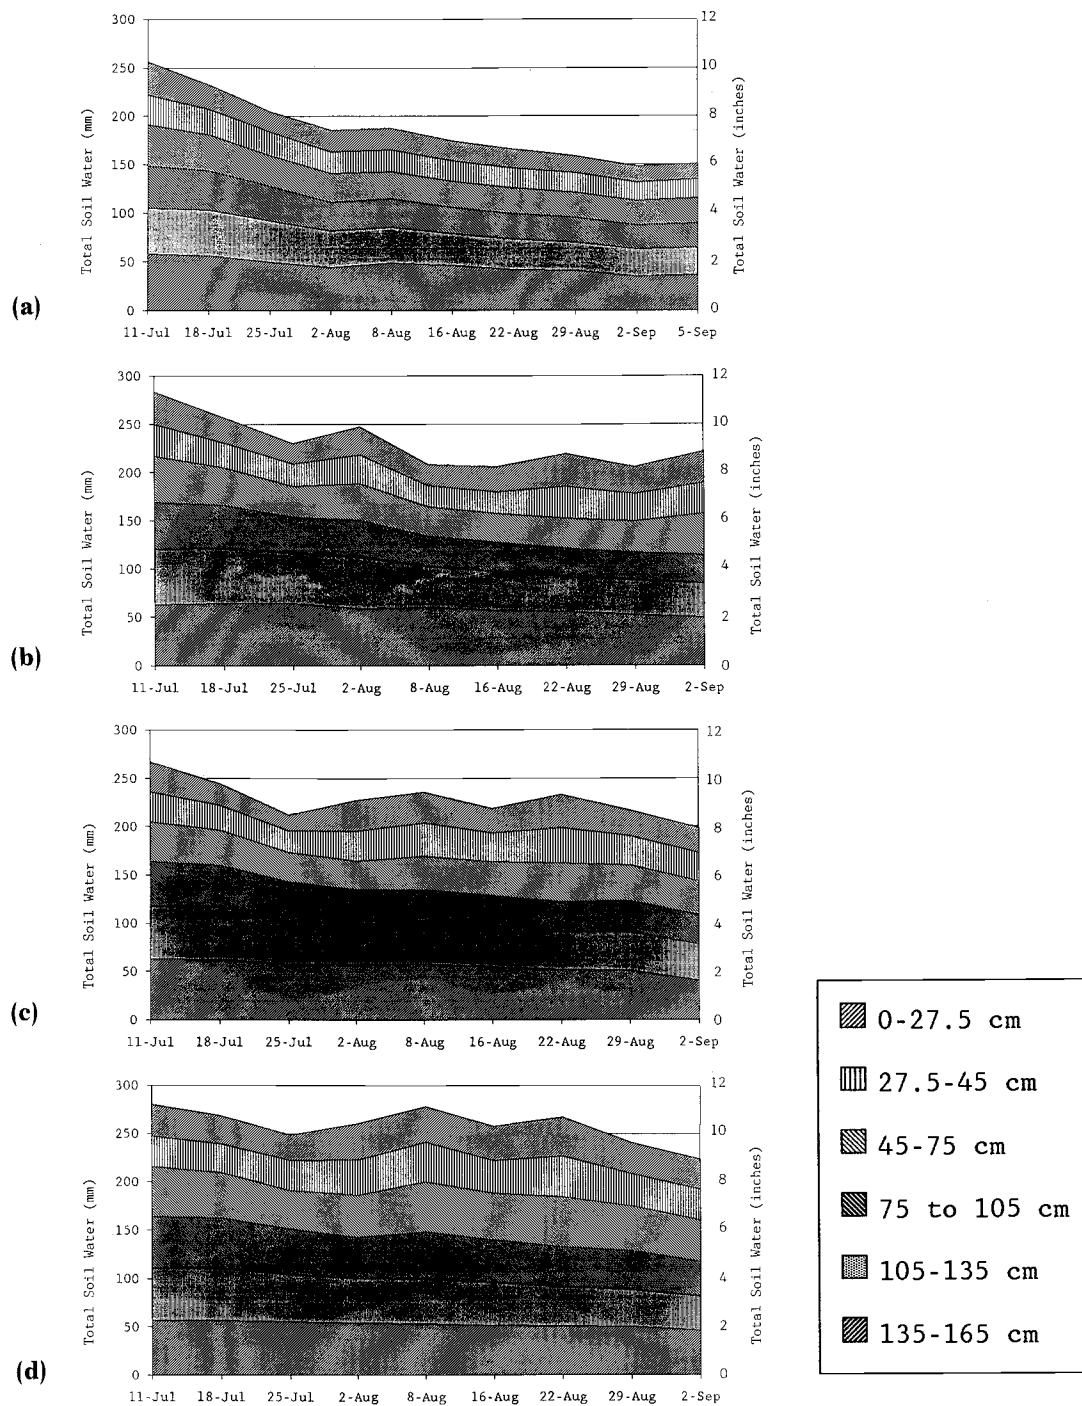 300
250
200
150
100
50
0
Total Soil Water (mm)
12
10
8
6
4
2
0
Total Soil Water (inches)
(a)
11-Jul 18-Jul 25-Jul 2-Aug 8-Aug 16-Aug 22-Aug 29-Aug 2-Sep 5-Sep
300
250
200
150
100
50
0
Total Soil Water (mm)
12
10
8
6
4
2
0
Total Soil Water (inches)
(b)
11-Jul 18-Jul 25-Jul 2-Aug 8-Aug 16-Aug 22-Aug 29-Aug 2-Sep
300
250
200
150
100
50
0
Total Soil Water (mm)
12
10
8
6
4
2
0
Total Soil Water (inches)
(c)
11-Jul 18-Jul 25-Jul 2-Aug 8-Aug 16-Aug 22-Aug 29-Aug 2-Sep
300
250
200
150
100
50
0
Total Soil Water (mm)
12
10
8
6
4
2
0
Total Soil Water (inches)
(d)
11-Jul 18-Jul 25-Jul 2-Aug 8-Aug 16-Aug 22-Aug 29-Aug 2-Sep
0-27.5 cm
27.5-45 cm
45-75 cm
75 to 105 cm
105-135 cm
135-165 cm